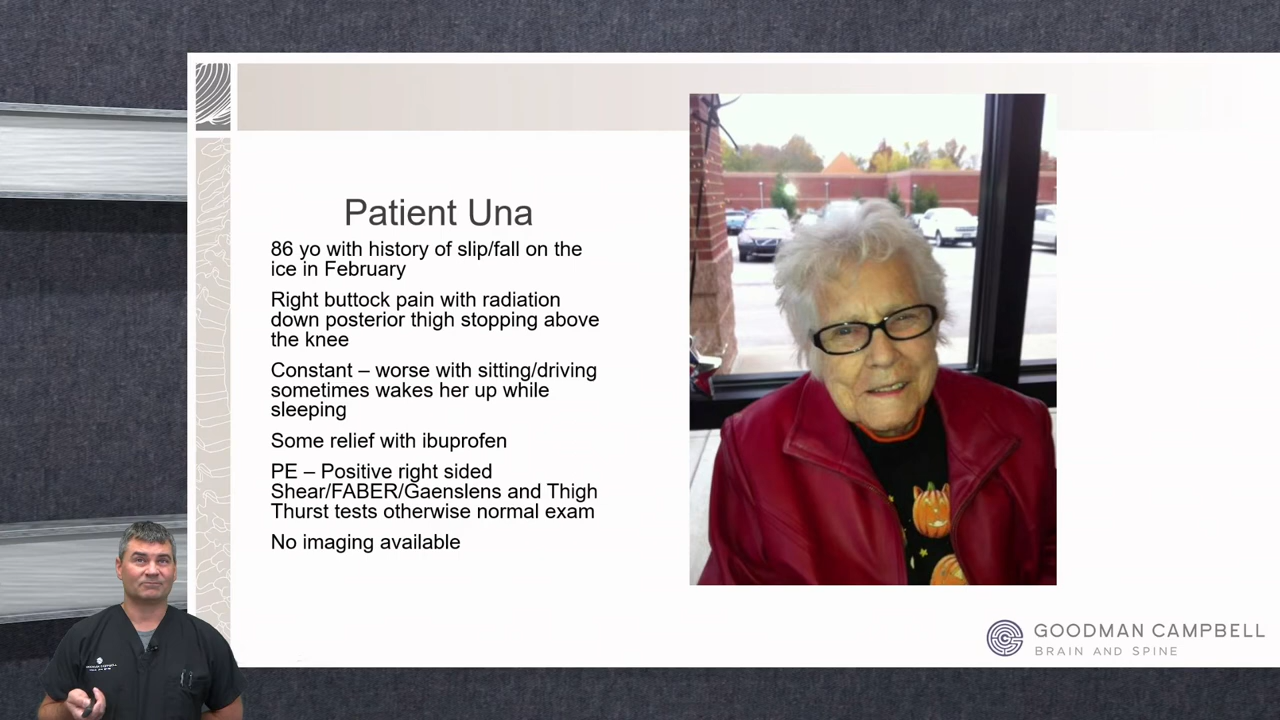 Patient Una
86 yo with history of slip/fall on the
ice in February
Right buttock pain with radiation
down posterior thigh stopping above
the knee
Constant – worse with sitting/driving
sometimes wakes her up while
sleeping
Some relief with ibuprofen
PE – Positive right sided
Shear/FABER/Gaenslens and Thigh
Thurst tests otherwise normal exam
No imaging available
GOODMAN CAMPBELL
BRAIN AND SPINE